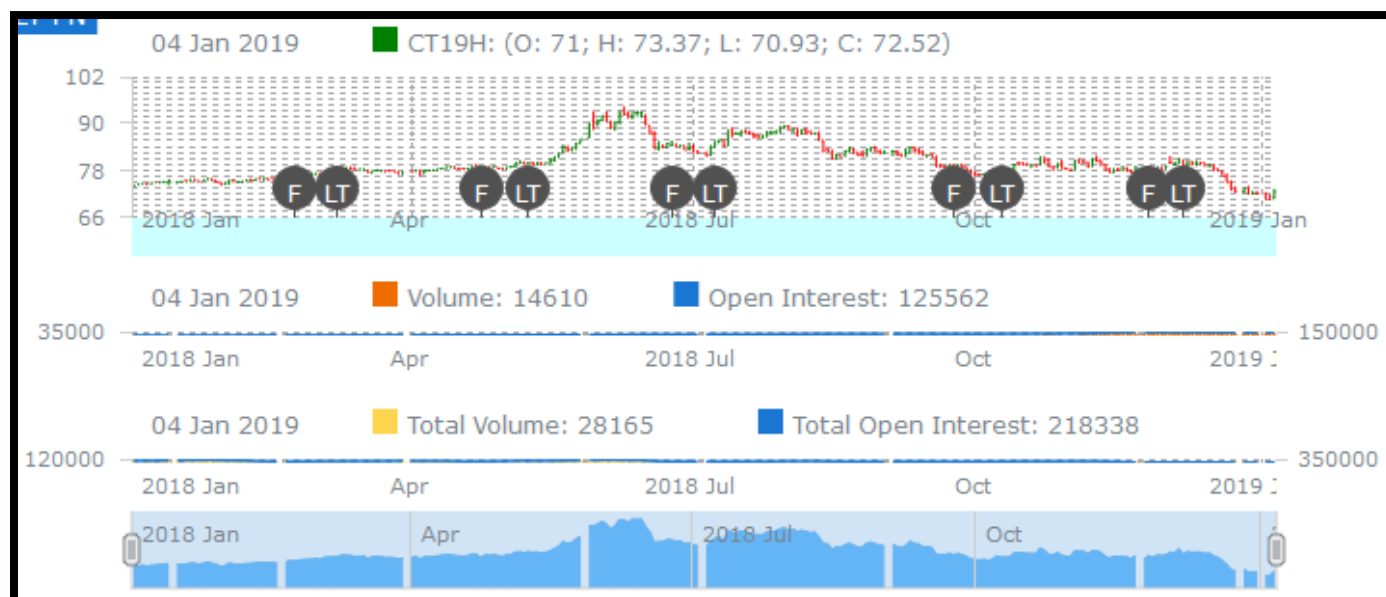 04 Jan 2019 CT19H: (O: 71; H: 73.37; L: 70.93; C: 72.52)
102
90
78
F LT F LT F LT F LT F LT
66
2018 Jan Apr 2018 Jul Oct 2019 Jan
04 Jan 2019 Volume: 14610 Open Interest: 125562
35000 150000
2018 Jan Apr 2018 Jul Oct 2019 J
04 Jan 2019 Total Volume: 28165 Total Open Interest: 218338
120000 350000
2018 Jan Apr 2018 Jul Oct 2019 J
2018 Jan Apr 2018 Jul Oct